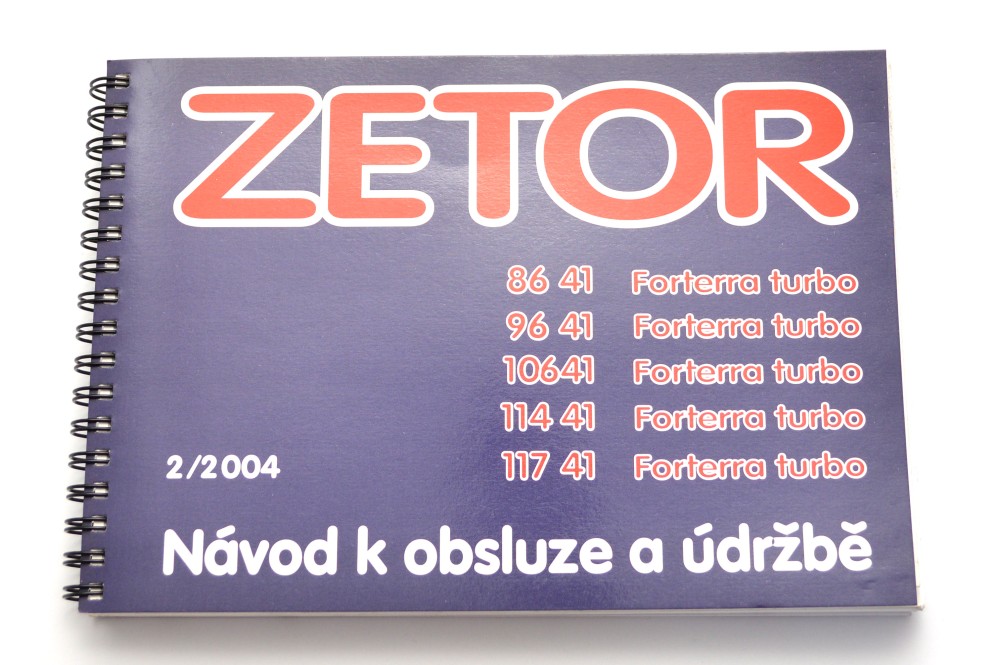 ZETOR
86 41 Forterra turbo
96 41 Forterra turbo
10641 Forterra turbo
114 41 Forterra turbo
117 41 Forterra turbo
2/2004
Návod k obsluze a údržbě